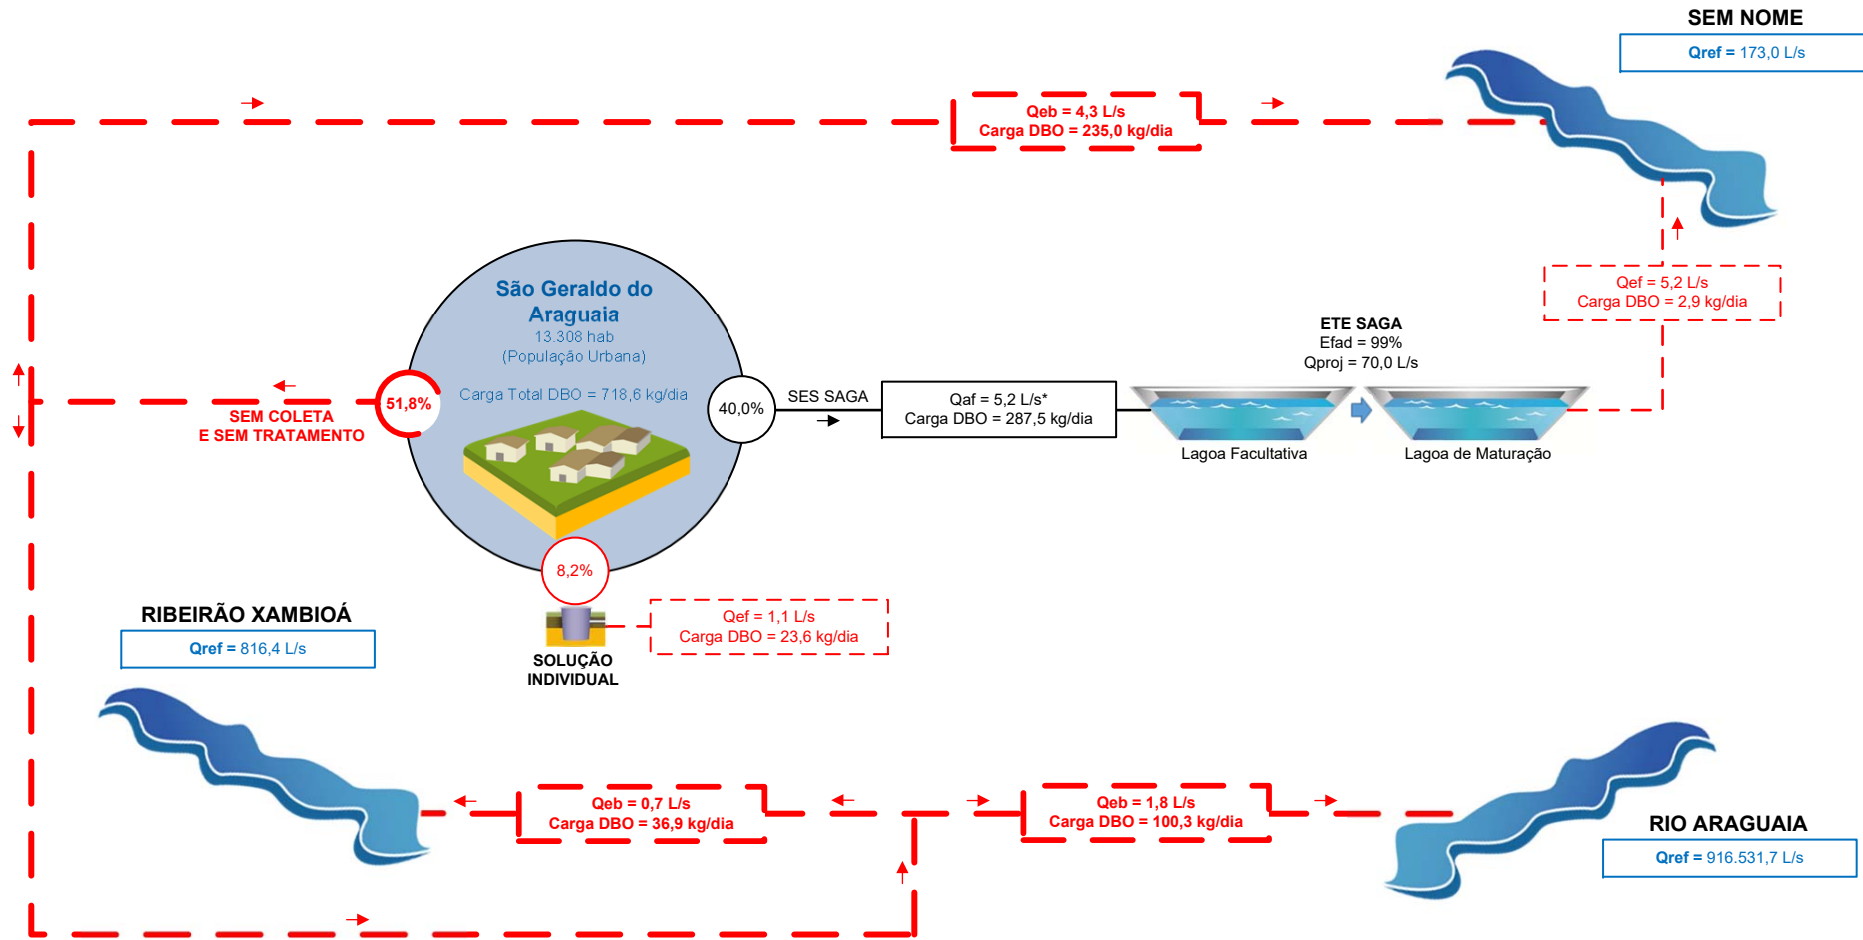 SEM NOME
Qref = 173,0 L/s
Qeb = 4,3 L/s
Carga DBO = 235,0 kg/dia
São Geraldo do
Araguaia
13.308 hab
(População Urbana)
Carga Total DBO = 718,6 kg/dia
51,8%
SEM COLETA
E SEM TRATAMENTO
40,0%
SES SAGA
Qaf = 5,2 L/s*
Carga DBO = 287,5 kg/dia
ETE SAGA
Efad = 99%
Qproj = 70,0 L/s
Lagoa Facultativa
Lagoa de Maturação
Qef = 5,2 L/s
Carga DBO = 2,9 kg/dia
8,2%
SOLUÇÃO
INDIVIDUAL
Qef = 1,1 L/s
Carga DBO = 23,6 kg/dia
RIBEIRÃO XAMBIOÁ
Qref = 816,4 L/s
Qeb = 0,7 L/s
Carga DBO = 36,9 kg/dia
Qeb = 1,8 L/s
Carga DBO = 100,3 kg/dia
RIO ARAGUAIA
Qref = 916.531,7 L/s